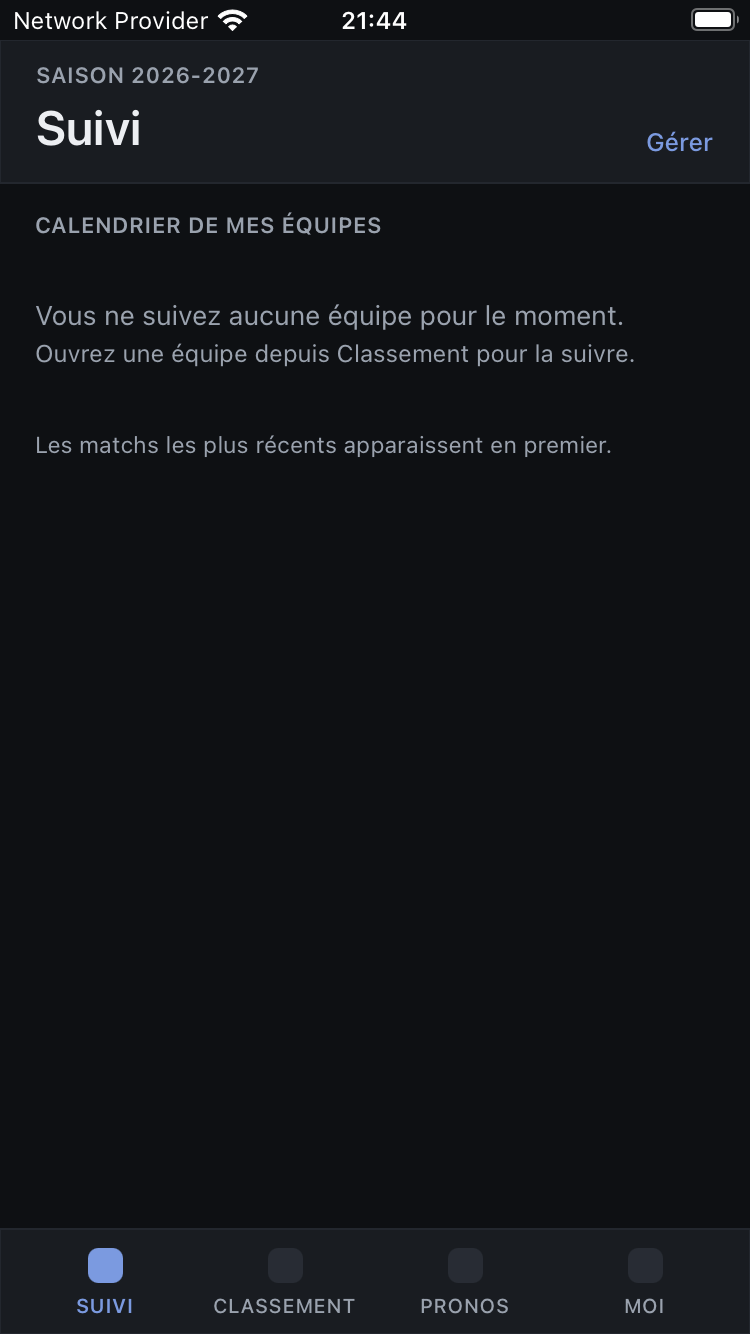 Network Provider 21:44
SAISON 2026-2027
Suivi
Gérer
CALENDRIER DE MES ÉQUIPES
Vous ne suivez aucune équipe pour le moment.
Ouvrez une équipe depuis Classement pour la suivre.
Les matchs les plus récents apparaissent en premier.
SUIVI CLASSEMENT PRONOS MOI